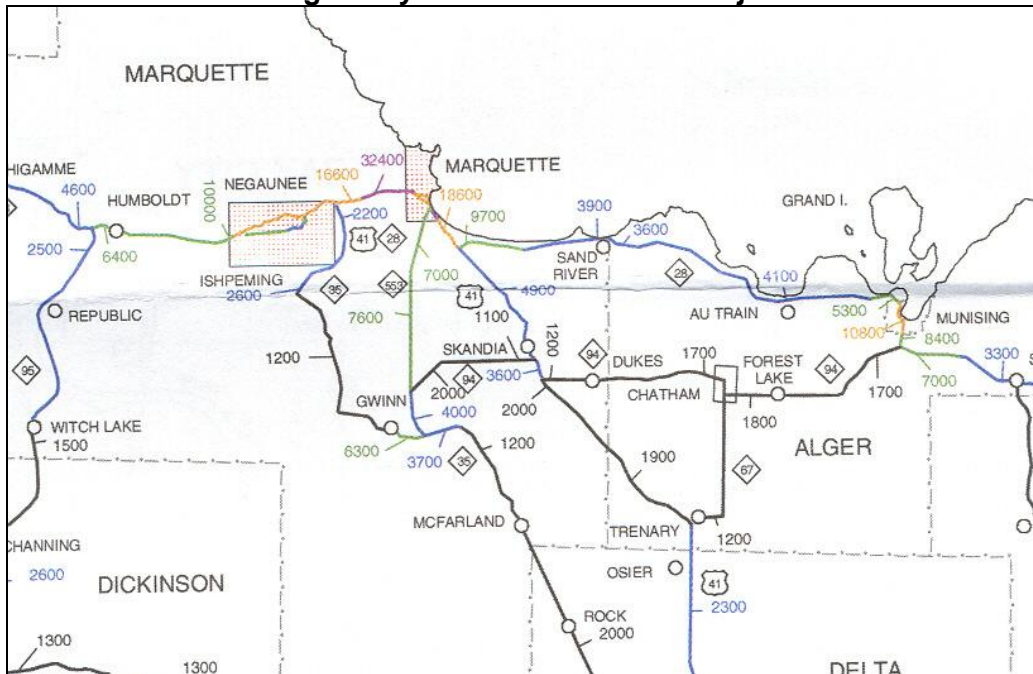 MARQUETTE
HIGAMME
4600
HUMBOLDT
2500
6400
10000
NEGAUNEE
16600
32400
MARQUETTE
18600
9700
2200
41
28
ISHPEMING
2600
35
553
7000
7600
41
4900
1100
3900
3600
SAND
RIVER
28
GRAND I.
4100
AU TRAIN
5300
10800
MUNISING
8400
7000
3300
REPUBLIC
95
WITCH LAKE
1500
1200
GWINN
6300
SKANDIA
2000
94
3600
1200
2000
94
DUKES
1700
CHATHAM
FOREST
LAKE
94
1800
1700
4000
3700
35
1200
1900
ALGER
67
MCFARLAND
TRENARY
1200
OSIER
41
2300
CHANNING
2600
DICKINSON
ROCK
2000
1300
1300
DELTA